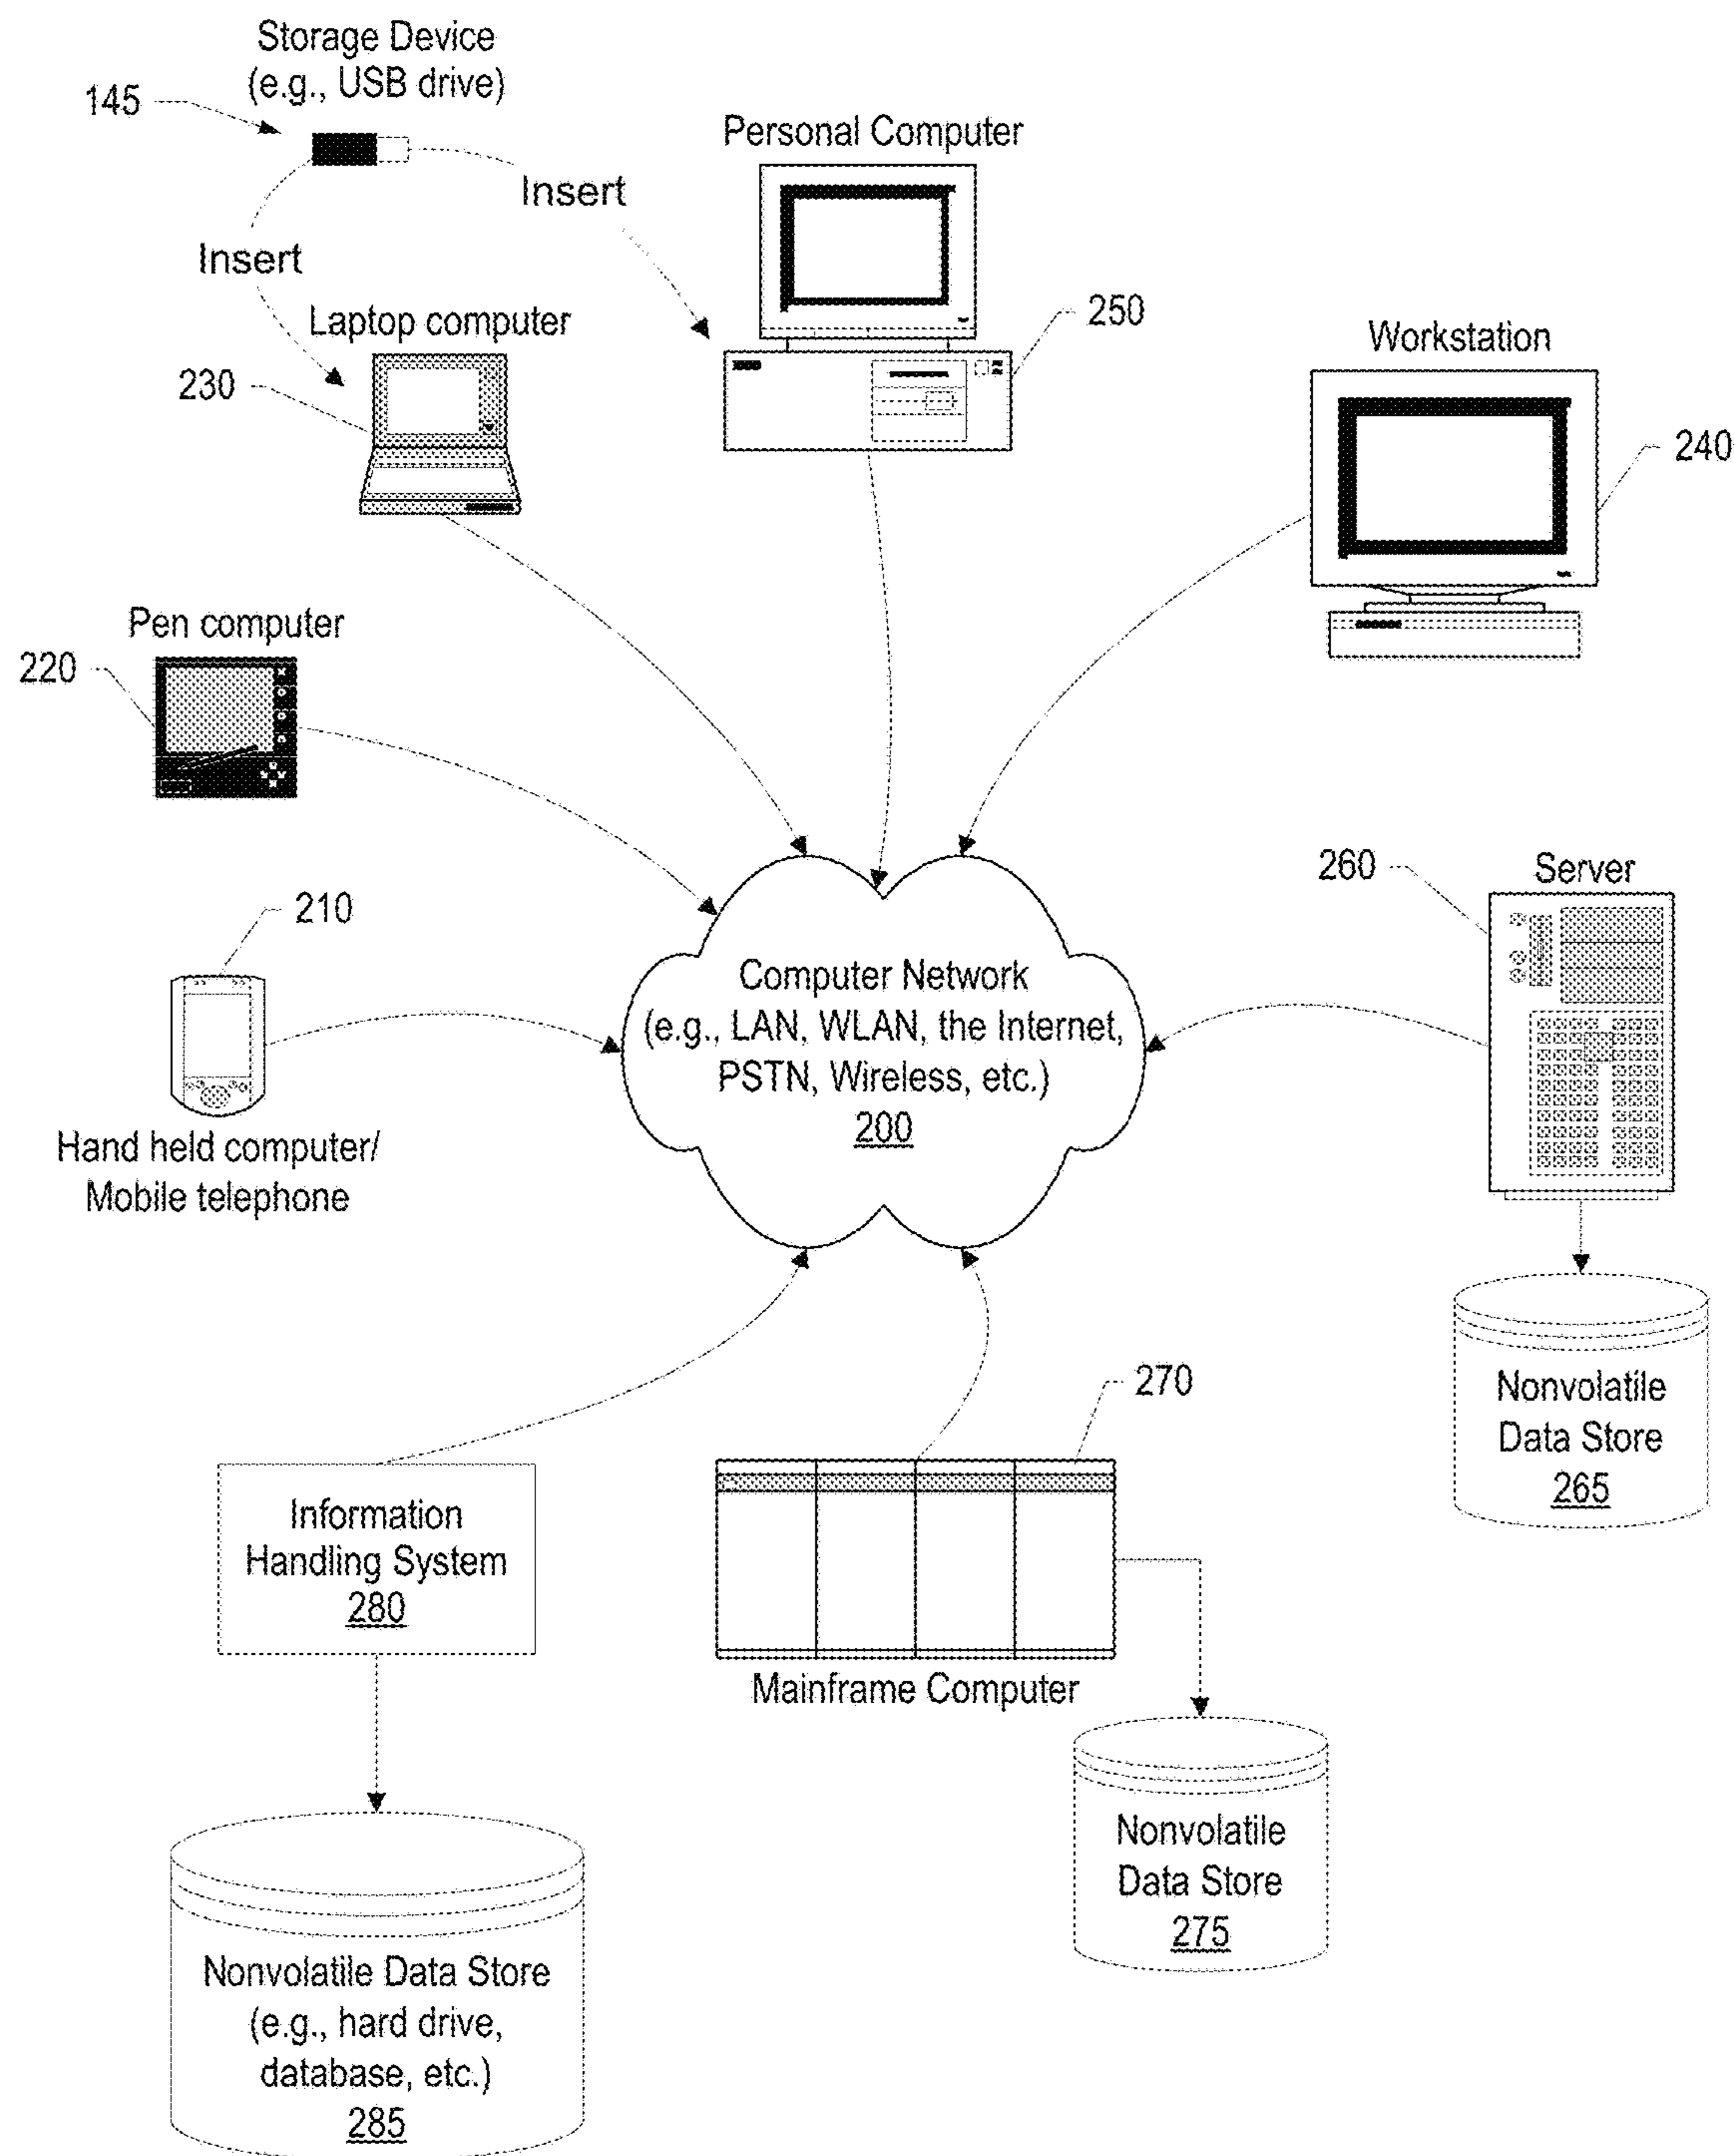 Storage Device
(e.g., USB drive)
145
Insert
Insert
Personal Computer
250
Laptop computer
230
Workstation
240
Pen computer
220
210
Hand held computer/
Mobile telephone
Computer Network
(e.g., LAN, WLAN, the Internet,
PSTN, Wireless, etc.)
200
260
Server
Nonvolatile
Data Store
265
270
Mainframe Computer
Information
Handling System
280
Nonvolatile
Data Store
275
Nonvolatile Data Store
(e.g., hard drive,
database, etc.)
285